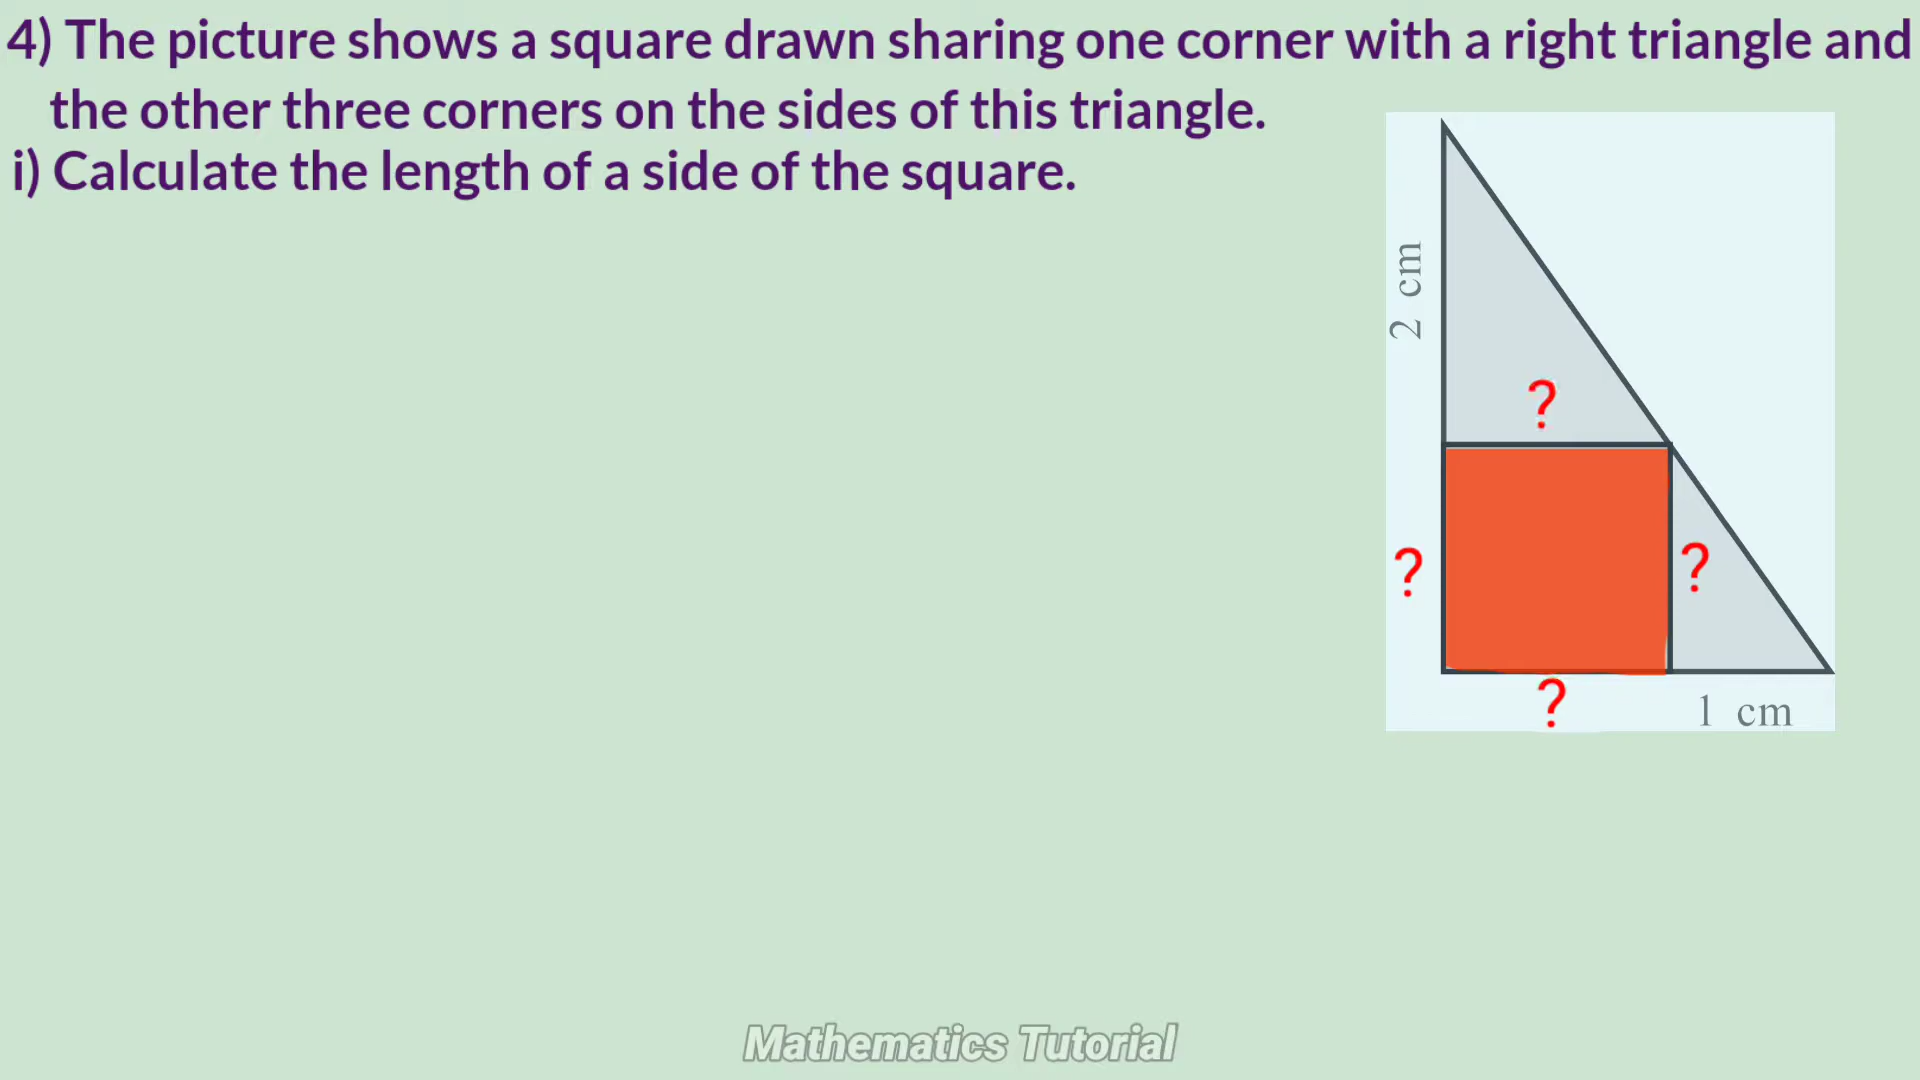 4) The picture shows a square drawn sharing one corner with a right triangle and
the other three corners on the sides of this triangle.
i) Calculate the length of a side of the square.
2 cm
?
?
?
?
1 cm
Mathematics Tutorial